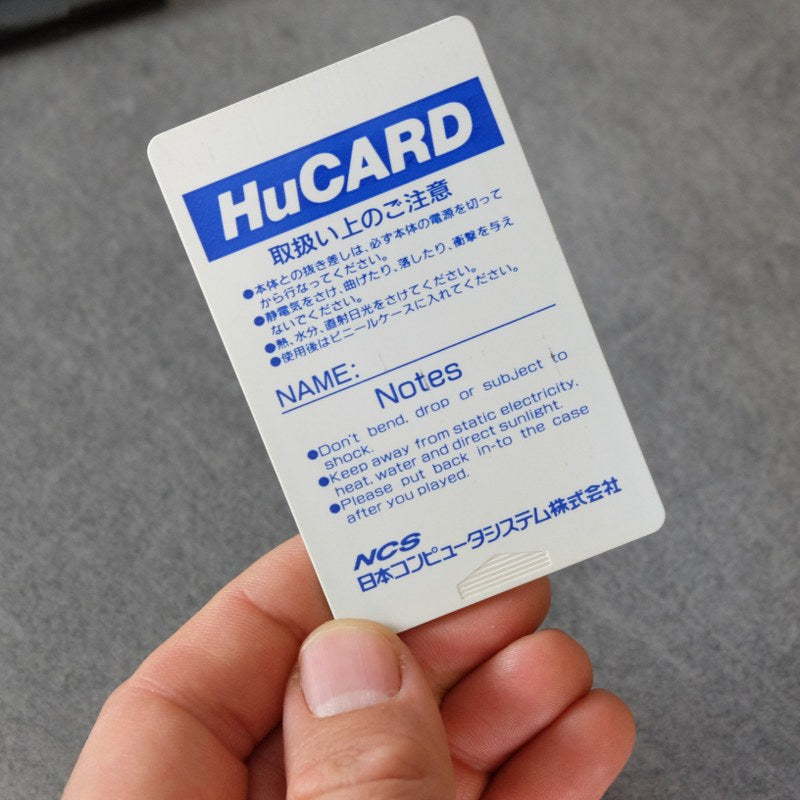 HuCARD
取扱い上のご注意
●本体との抜き差しは、必ず本体の電源を切って
から行なってください。
●静電気をさけ、曲げたり、落したり、衝撃を与え
ないでください。
●熱、水分、直射日光をさけてください。
●使用後はビニールケースに入れてください。
NAME:
Notes
●Don't bend, drop or subject to
shock.
●Keep away from static electricity.
heat, water and direct sunlight.
●Please put back in-to the case
after you played.
NCS
日本コンピュータシステム株式会社